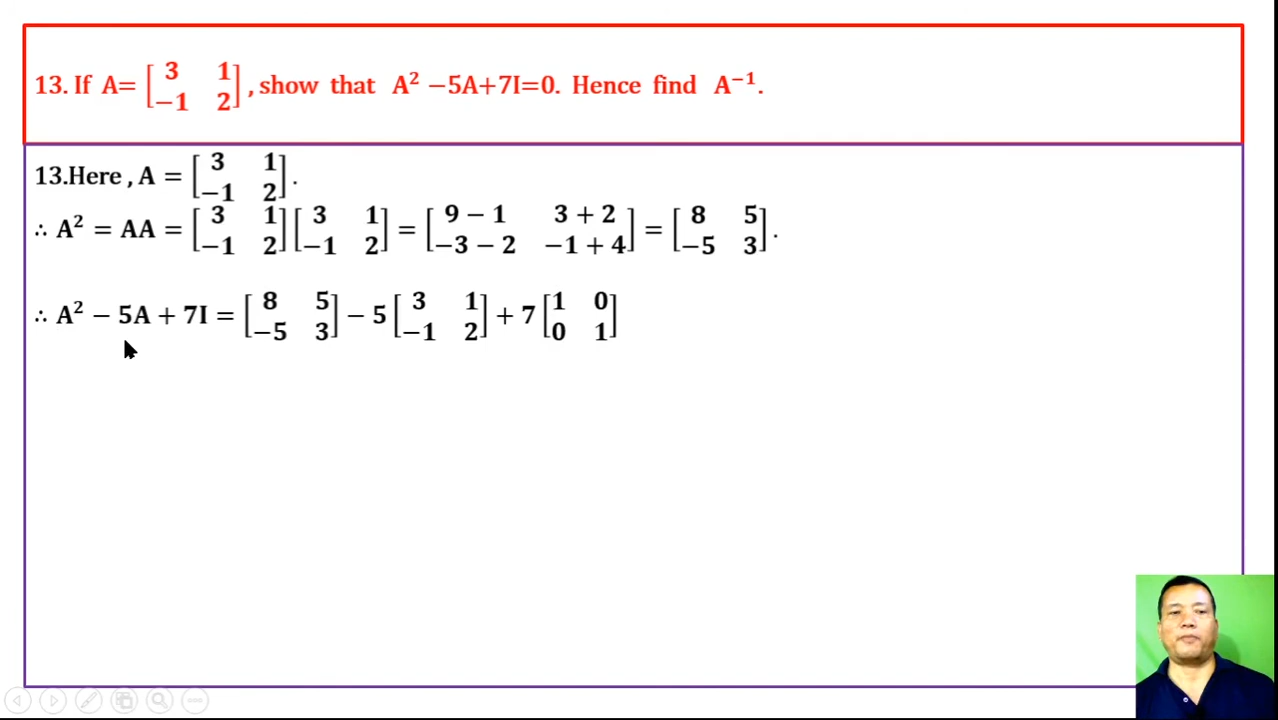 13. If A= [3 1; −1 2] , show that A² −5A+7I=0. Hence find A⁻¹.
13.Here , A = [3 1; −1 2] .
∴ A² = AA = [3 1; −1 2] [3 1; −1 2] = [9 − 1 3 + 2; −3 − 2 −1 + 4] = [8 5; −5 3] .
∴ A² − 5A + 7I = [8 5; −5 3] − 5 [3 1; −1 2] + 7 [1 0; 0 1]